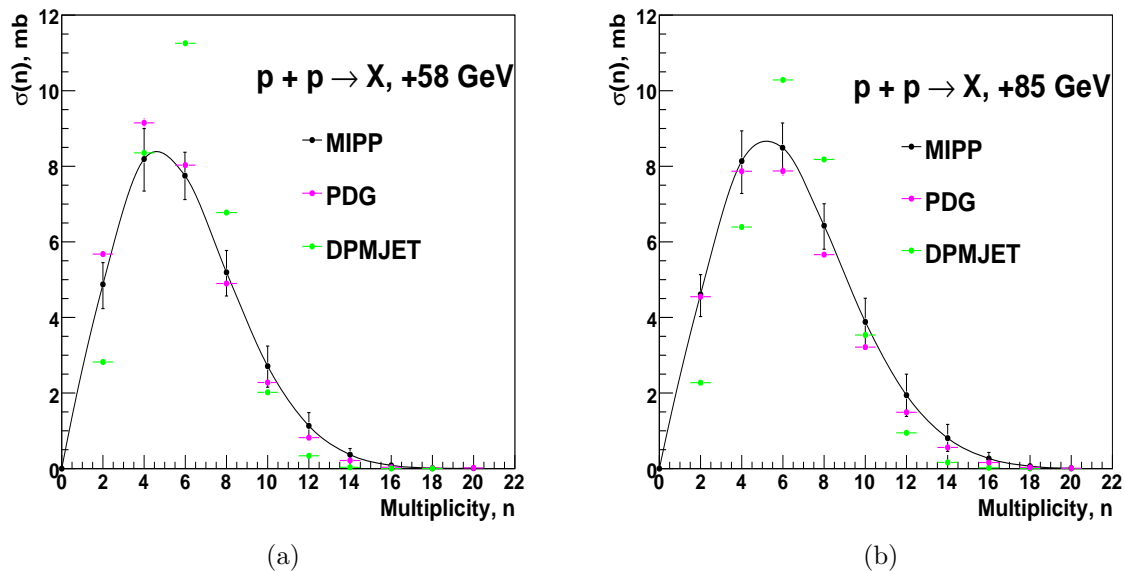 σ(n), mb
12
10
8
6
4
2
0
p + p → X, +58 GeV
MIPP
PDG
DPMJET
0 2 4 6 8 10 12 14 16 18 20 22
Multiplicity, n
(a)
σ(n), mb
12
10
8
6
4
2
0
p + p → X, +85 GeV
MIPP
PDG
DPMJET
0 2 4 6 8 10 12 14 16 18 20 22
Multiplicity, n
(b)